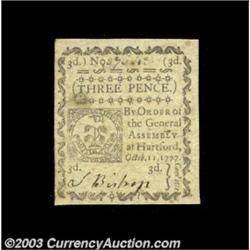 3d.) No. (3d.
(THREE PENCE.)
By ORDER of
the General
ASSEMBLY
at Hartford,
Octob. 11, 1777.
3d. 3d.
S Bishop
©2003 CurrencyAuction.com